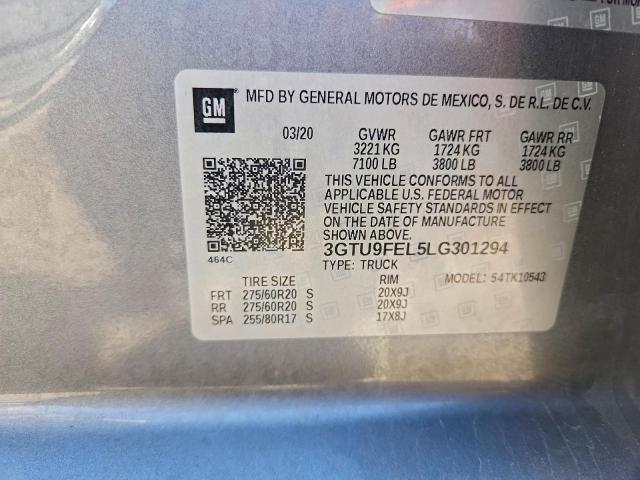 GM
FOR MOR
GM MFD BY GENERAL MOTORS DE MEXICO, S. DE R.L. DE C.V.
03/20 GVWR GAWR FRT GAWR RR
3221 KG 1724 KG 1724 KG
7100 LB 3800 LB 3800 LB
THIS VEHICLE CONFORMS TO ALL
APPLICABLE U.S. FEDERAL MOTOR
VEHICLE SAFETY STANDARDS IN EFFECT
ON THE DATE OF MANUFACTURE
SHOWN ABOVE.
464C 3GTU9FEL5LG301294
TYPE: TRUCK MODEL: 54TK10543
TIRE SIZE RIM
FRT 275/60R20 S 20X9J
RR 275/60R20 S 20X9J
SPA 255/80R17 S 17X8J